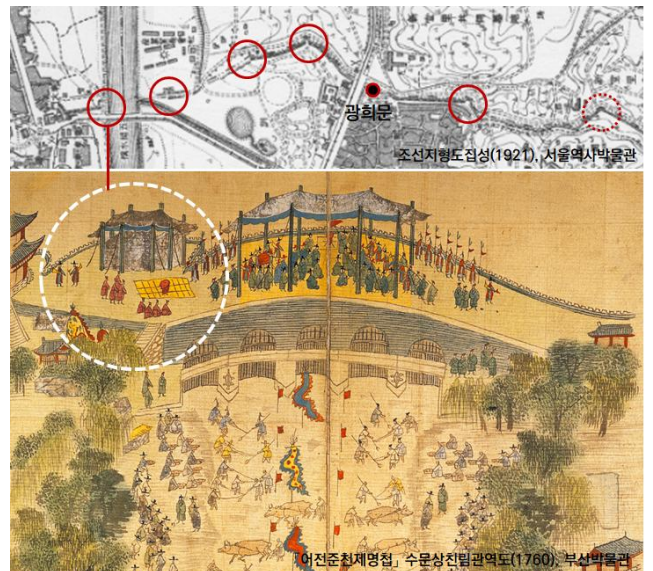 광희문
조선지형도집성(1921), 서울역사박물관
『어전준천제명첩』 수문상친림관역도(1760), 부산박물관